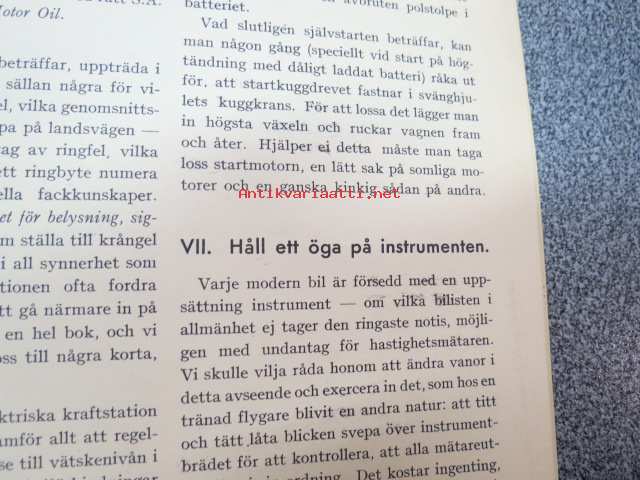 att S.A.
Motor Oil.
beträffar, uppträda i
sällan några för vi-
el, vilka genomsnitts-
pa på landsvägen —
tag av ringfel, vilka
ett ringbyte numera
ella fackkunskaper.
et för belysning, sig-
m ställa till krångel
i all synnerhet som
tionen ofta fordra
tt gå närmare in på
en hel bok, och vi
oss till några korta,
ktriska kraftstation
amför allt att regel-
se till vätskenivån i
avbruten polstolpe i
batteriet.
Vad slutligen självstarten beträffar, kan
man någon gång (speciellt vid start på hög-
tändning med dåligt laddat batteri) råka ut
för, att startkuggdrevet fastnar i svänghju-
lets kuggkrans. För att lossa det lägger man
in högsta växeln och ruckar vagnen fram
och åter. Hjälper ej detta måste man taga
loss startmotorn, en lätt sak på somliga mo-
torer och en ganska kinkig sådan på andra.
Antikvariaatti.net
VII. Håll ett öga på instrumenten.
Varje modern bil är försedd med en upp-
sättning instrument — om vilka bilisten i
allmänhet ej tager den ringaste notis, möjli-
gen med undantag för hastighetsmätaren.
Vi skulle vilja råda honom att ändra vanor i
detta avseende och exercera in det, som hos en
tränad flygare blivit en andra natur: att titt
och tätt låta blicken svepa över instrument-
brädet för att kontrollera, att alla mätareut-
ordning. Det kostar ingenting,